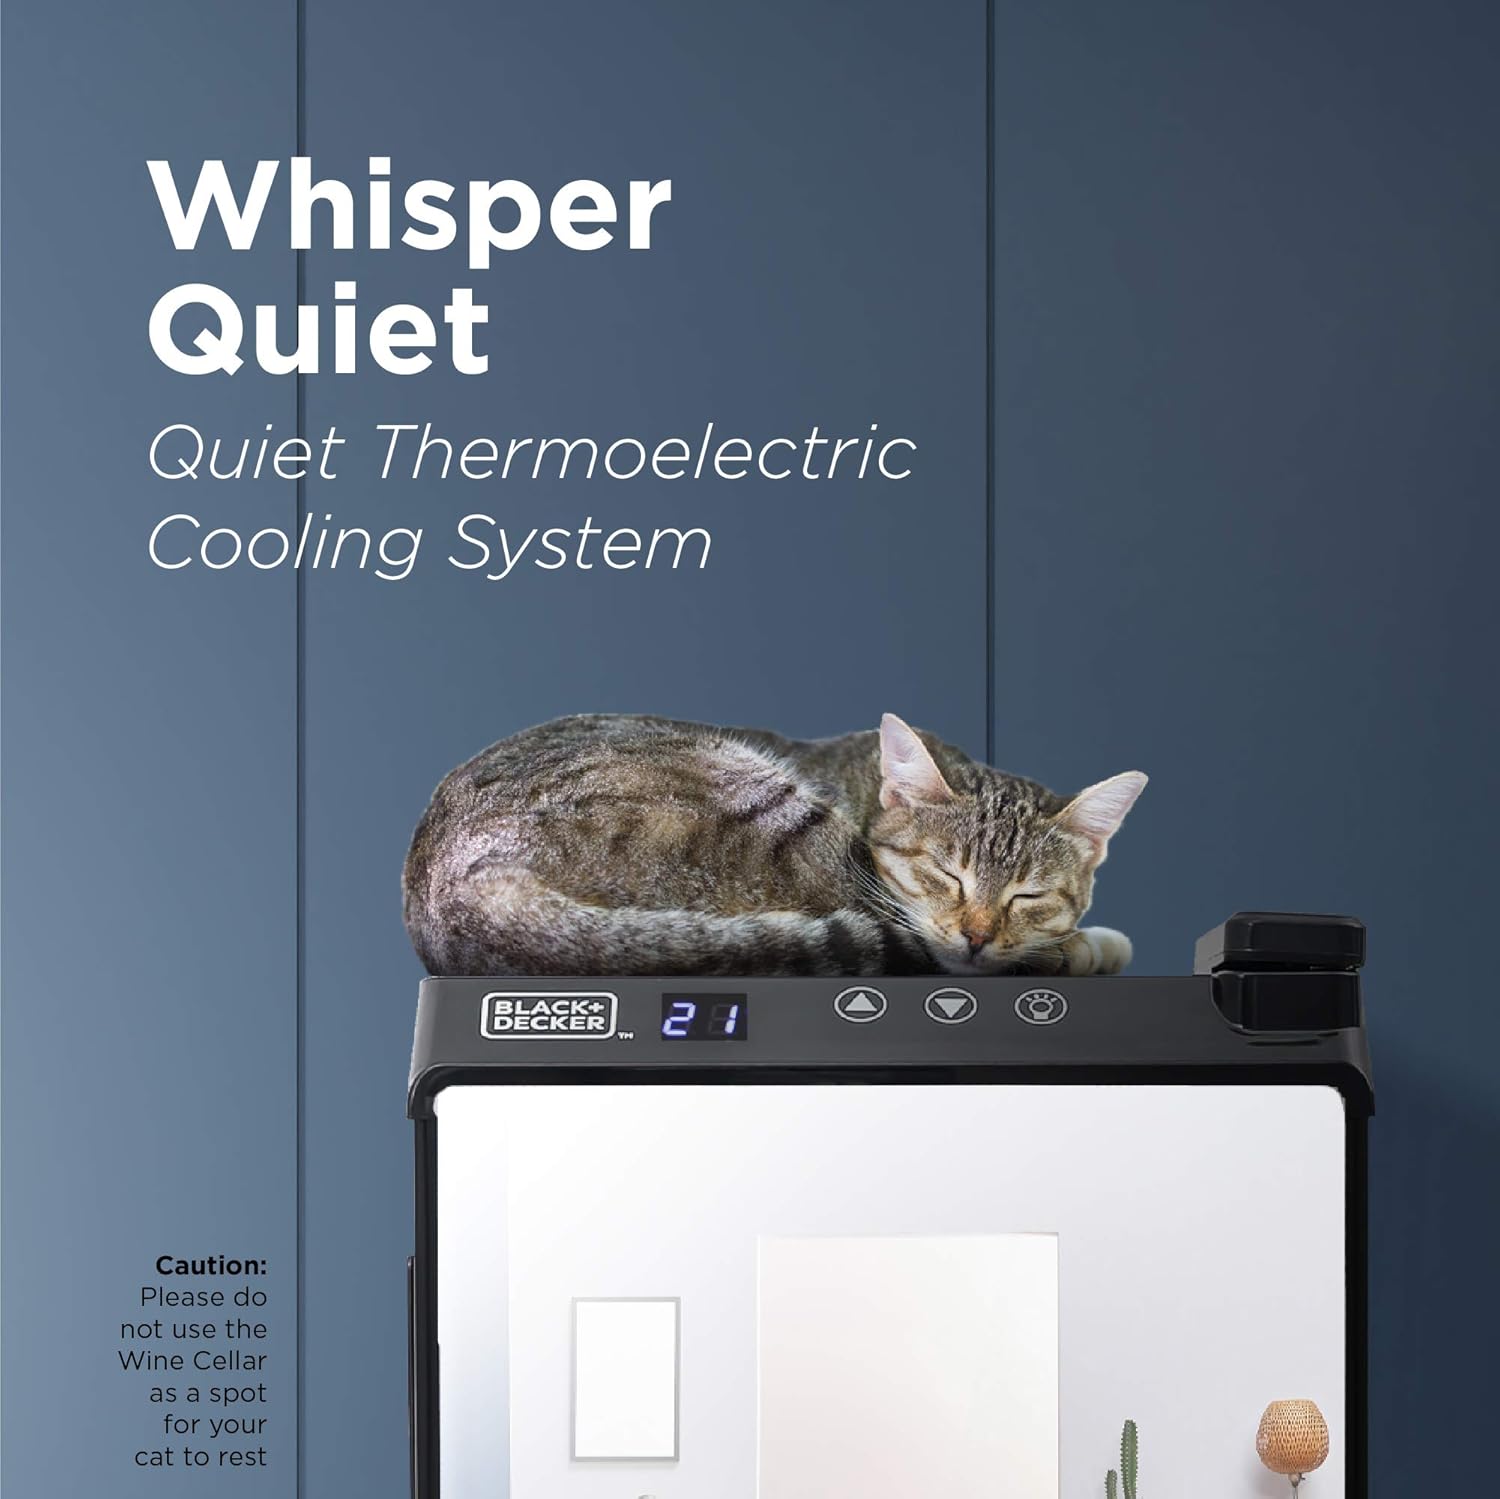 Whisper
Quiet
Quiet Thermoelectric
Cooling System
BLACK+
DECKER
TM
21
Caution:
Please do
not use the
Wine Cellar
as a spot
for your
cat to rest